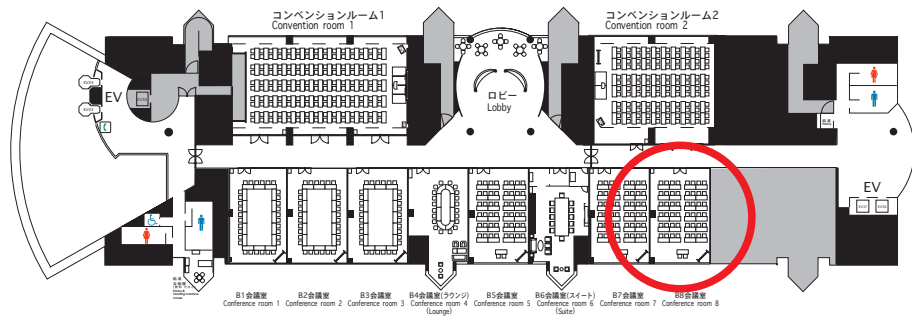 コンベンションルーム1
Convention room 1
コンベンションルーム2
Convention room 2
ロビー
Lobby
EV
EV
B1会議室
Conference room 1
B2会議室
Conference room 2
B3会議室
Conference room 3
B4会議室(ラウンジ)
Conference room 4
(Lounge)
B5会議室
Conference room 5
B6会議室(スイート)
Conference room 6
(Suite)
B7会議室
Conference room 7
B8会議室
Conference room 8